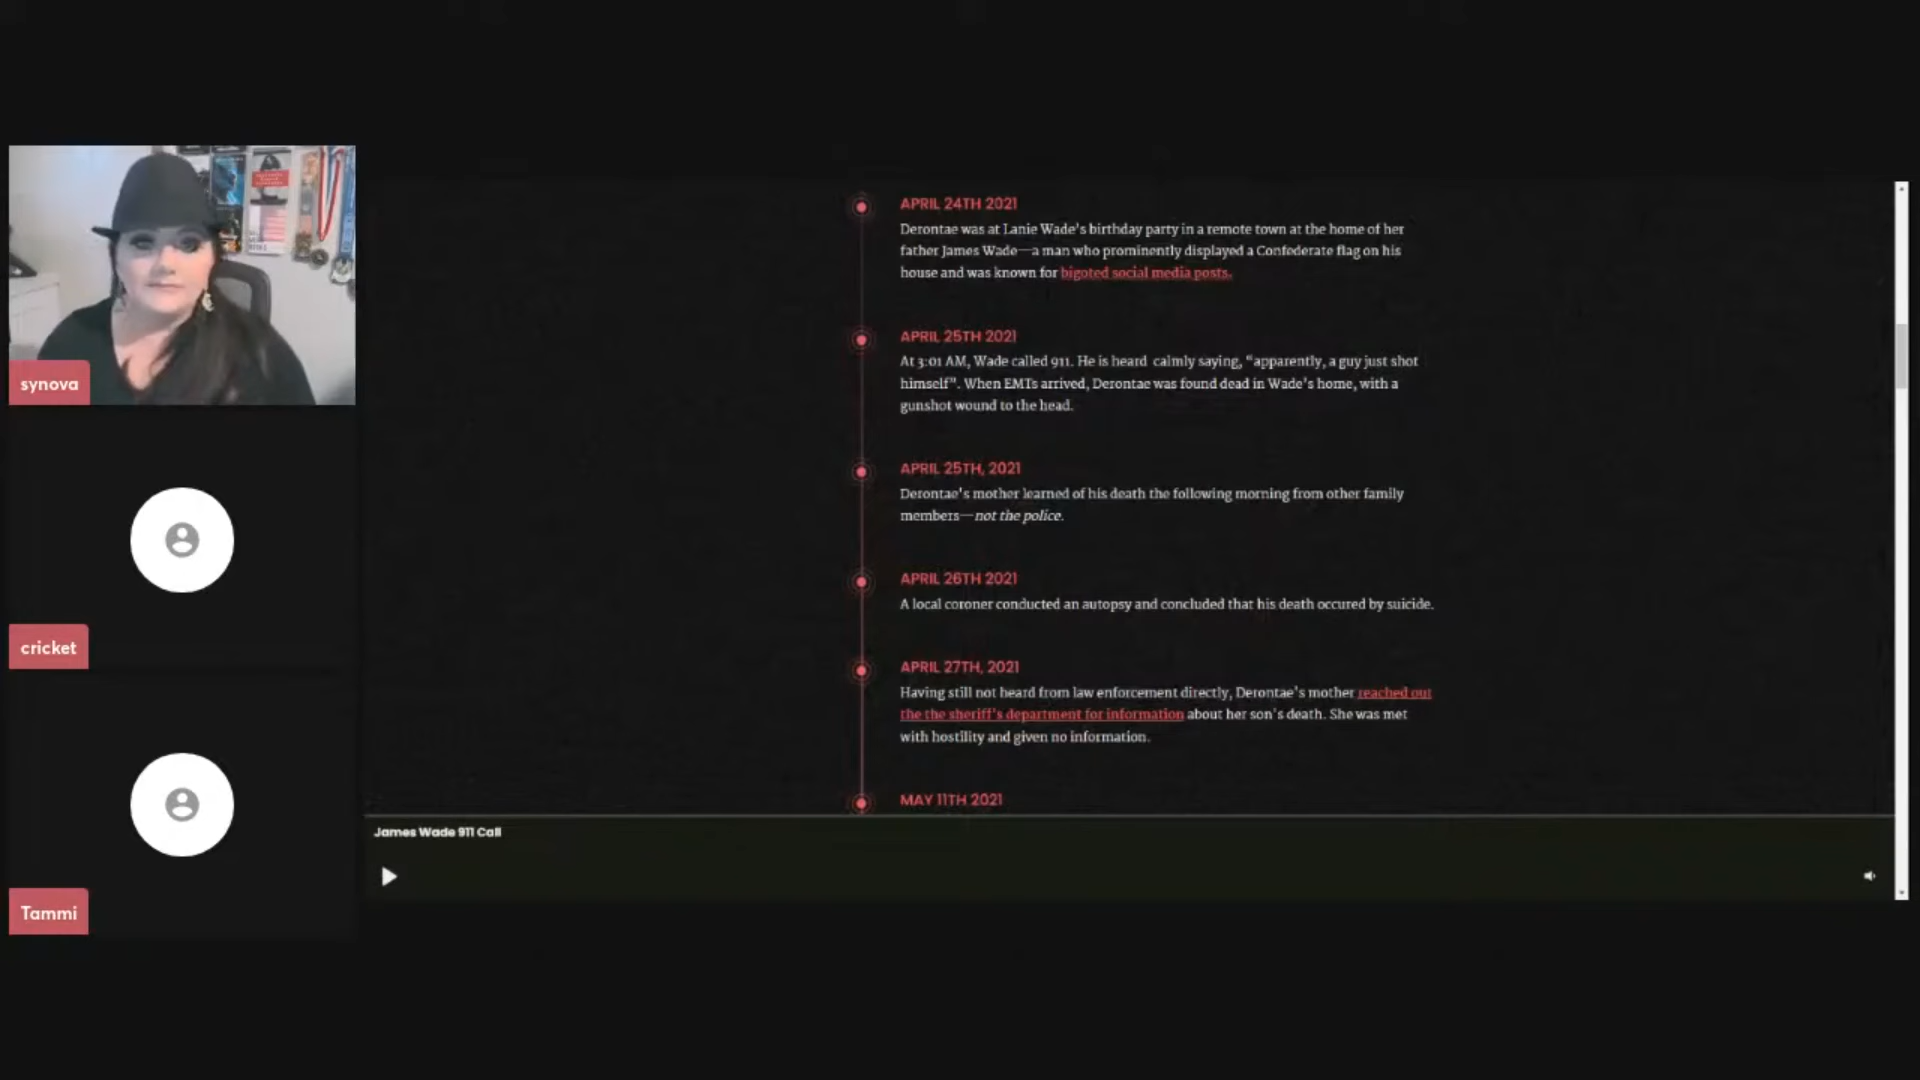 synova
cricket
Tammi
APRIL 24TH 2021
Derontae was at Lanie Wade's birthday party in a remote town at the home of her
father James Wade—a man who prominently displayed a Confederate flag on his
house and was known for bigoted social media posts.
APRIL 25TH 2021
At 3:01 AM, Wade called 911. He is heard calmly saying, “apparently, a guy just shot
himself”. When EMTs arrived, Derontae was found dead in Wade's home, with a
gunshot wound to the head.
APRIL 25TH, 2021
Derontae's mother learned of his death the following morning from other family
members—not the police.
APRIL 26TH 2021
A local coroner conducted an autopsy and concluded that his death occured by suicide.
APRIL 27TH, 2021
Having still not heard from law enforcement directly, Derontae's mother reached out
the the sheriff's department for information about her son's death. She was met
with hostility and given no information.
MAY 11TH 2021
James Wade 911 Call